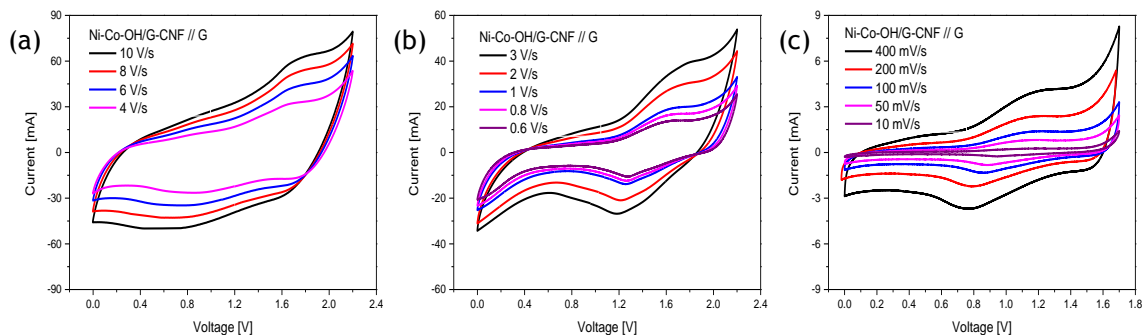 (a)
Ni-Co-OH/G-CNF // G
10 V/s
8 V/s
6 V/s
4 V/s
90
60
30
0
-30
-60
-90
0.0 0.4 0.8 1.2 1.6 2.0 2.4
Current [mA]
Voltage [V]
(b)
Ni-Co-OH/G-CNF // G
3 V/s
2 V/s
1 V/s
0.8 V/s
0.6 V/s
60
40
20
0
-20
-40
-60
0.0 0.4 0.8 1.2 1.6 2.0 2.4
Current [mA]
Voltage [V]
(c)
Ni-Co-OH/G-CNF // G
400 mV/s
200 mV/s
100 mV/s
50 mV/s
10 mV/s
9
6
3
0
-3
-6
-9
0.0 0.2 0.4 0.6 0.8 1.0 1.2 1.4 1.6 1.8
Current [mA]
Voltage [V]